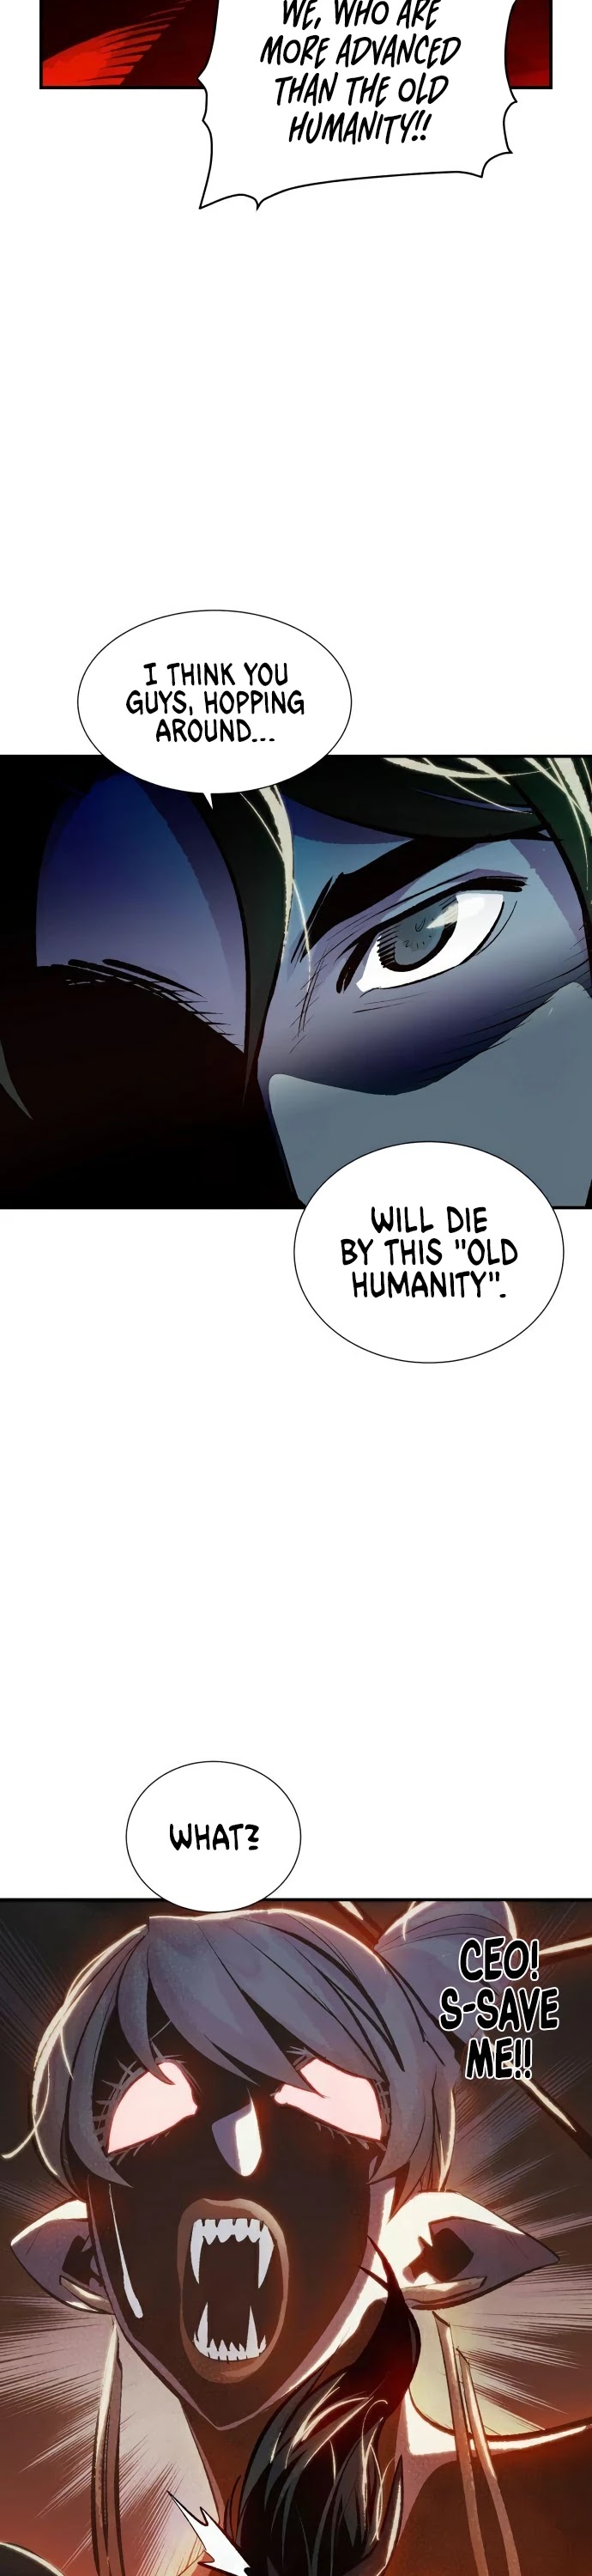 WE, WHO ARE
MORE ADVANCED
THAN THE OLD
HUMANITY!!
I THINK YOU
GUYS, HOPPING
AROUND...
WILL DIE
BY THIS "OLD
HUMANITY".
WHAT?
CEO!
S-SAVE
ME!!